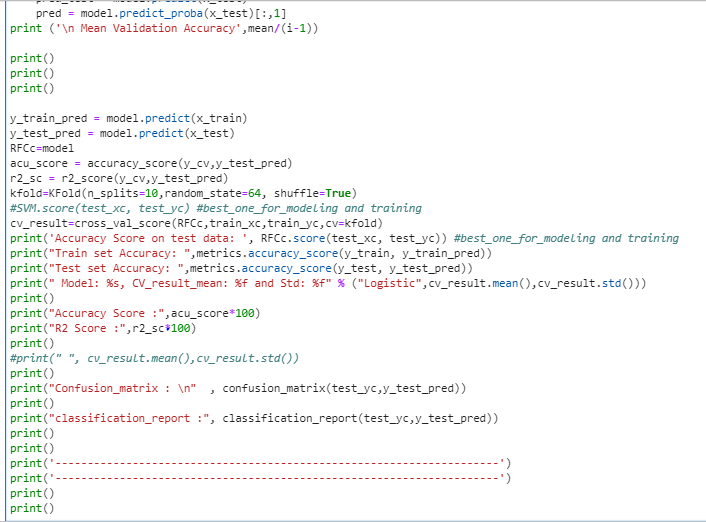 pred = model.predict_proba(x_test)[:,1]
print ('\n Mean Validation Accuracy',mean/(i-1))
print()
print()
print()
y_train_pred = model.predict(x_train)
y_test_pred = model.predict(x_test)
RFCc=model
acu_score = accuracy_score(y_cv,y_test_pred)
r2_sc = r2_score(y_cv,y_test_pred)
kfold=KFold(n_splits=10,random_state=64, shuffle=True)
#SVM.score(test_xc, test_yc) #best_one_for_modeling and training
cv_result=cross_val_score(RFCc,train_xc,train_yc,cv=kfold)
print('Accuracy Score on test data: ', RFCc.score(test_xc, test_yc)) #best_one_for_modeling and training
print("Train set Accuracy: ",metrics.accuracy_score(y_train, y_train_pred))
print("Test set Accuracy: ",metrics.accuracy_score(y_test, y_test_pred))
print(" Model: %s, CV_result_mean: %f and Std: %f" % ("Logistic",cv_result.mean(),cv_result.std()))
print()
print("Accuracy Score :",acu_score*100)
print("R2 Score :",r2_sc*100)
print()
#print(" ", cv_result.mean(),cv_result.std())
print()
print("Confusion_matrix : \n"  , confusion_matrix(test_yc,y_test_pred))
print()
print("classification_report :", classification_report(test_yc,y_test_pred))
print()
print()
print('----------------------------------------------------------------------')
print('----------------------------------------------------------------------')
print()
print()